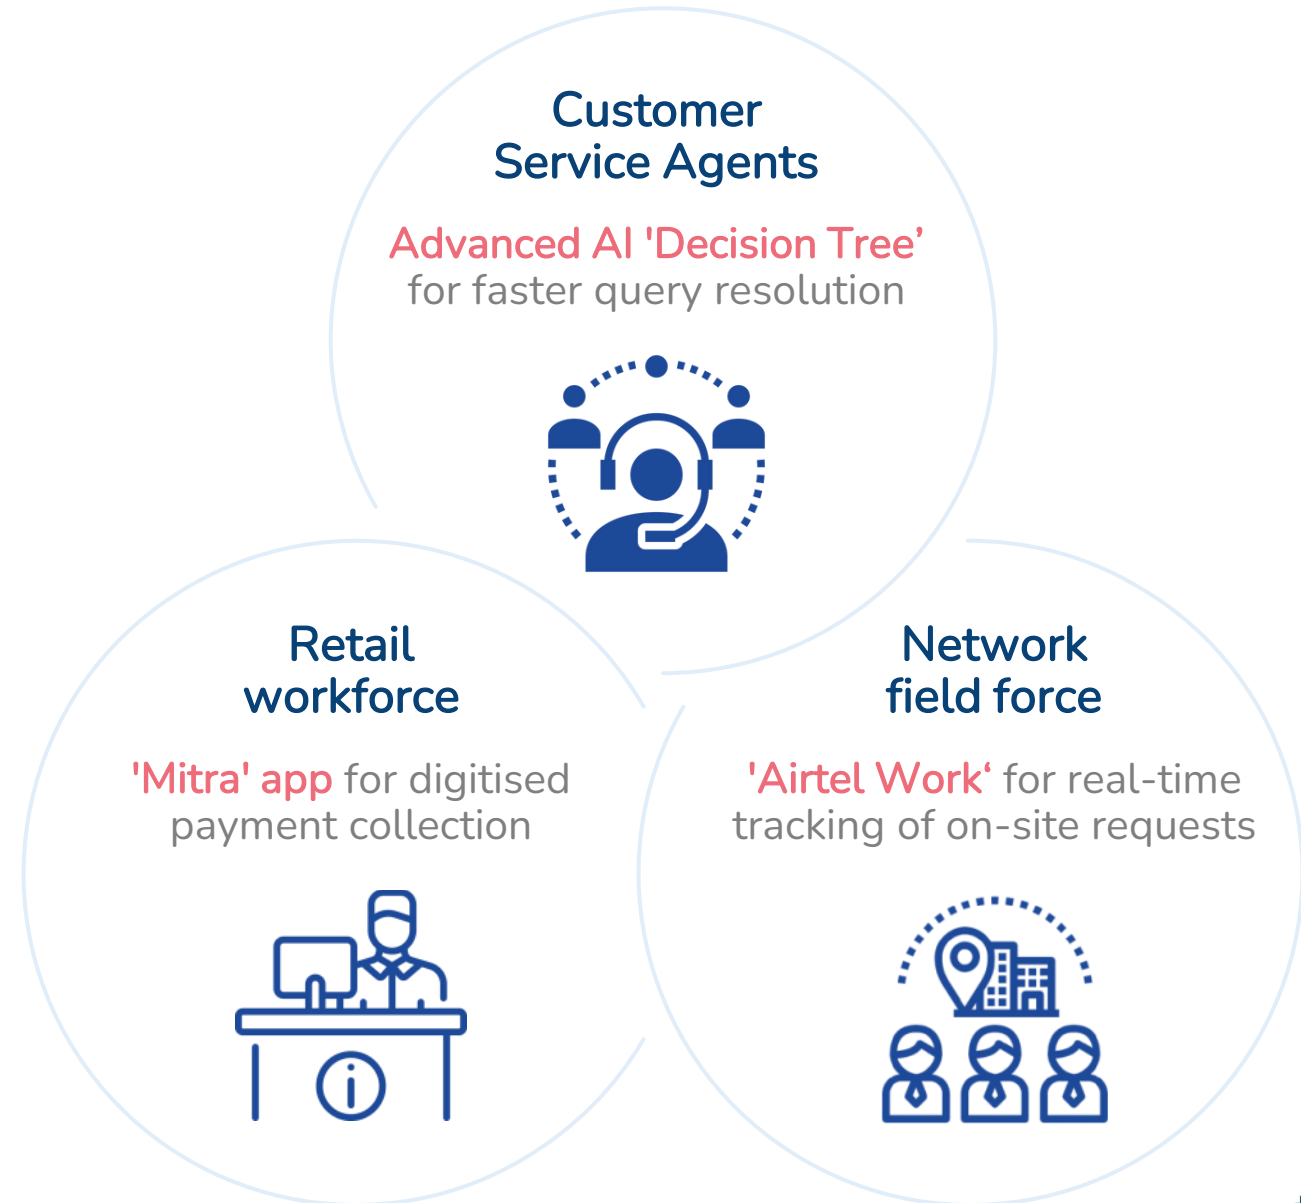 Customer
Service Agents
Advanced AI 'Decision Tree’
for faster query resolution
Retail
workforce
'Mitra' app for digitised
payment collection
Network
field force
'Airtel Work‘ for real-time
tracking of on-site requests